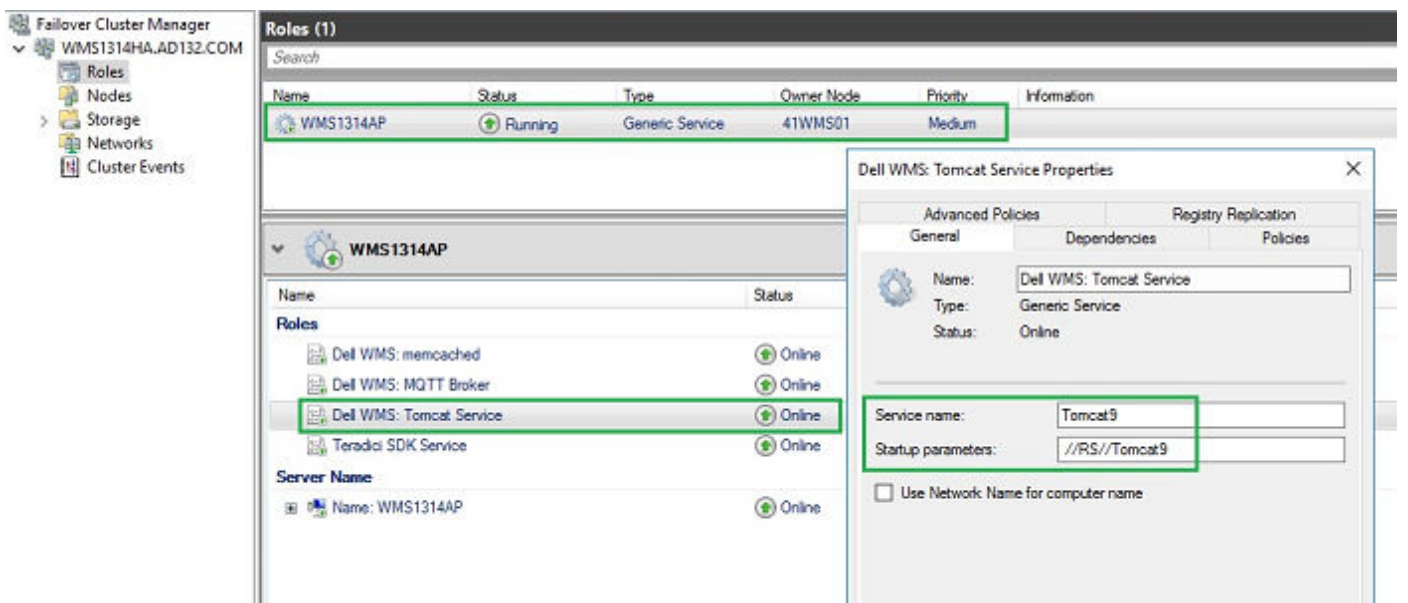 Failover Cluster Manager
WMS1314HA.AD132.COM
Roles
Nodes
Storage
Networks
Cluster Events
Roles (1)
Search
Name Status Type Owner Node Priority Information
WMS1314AP Running Generic Service 41WMS01 Medium
WMS1314AP
Name Status
Roles
Dell WMS: memcached Online
Dell WMS: MQTT Broker Online
Dell WMS: Tomcat Service Online
Teradici SDK Service Online
Server Name
Name: WMS1314AP Online
Dell WMS: Tomcat Service Properties
Advanced Policies Registry Replication
General Dependencies Policies
Name: Dell WMS: Tomcat Service
Type: Generic Service
Status: Online
Service name: Tomcat9
Startup parameters: //RS//Tomcat9
Use Network Name for computer name